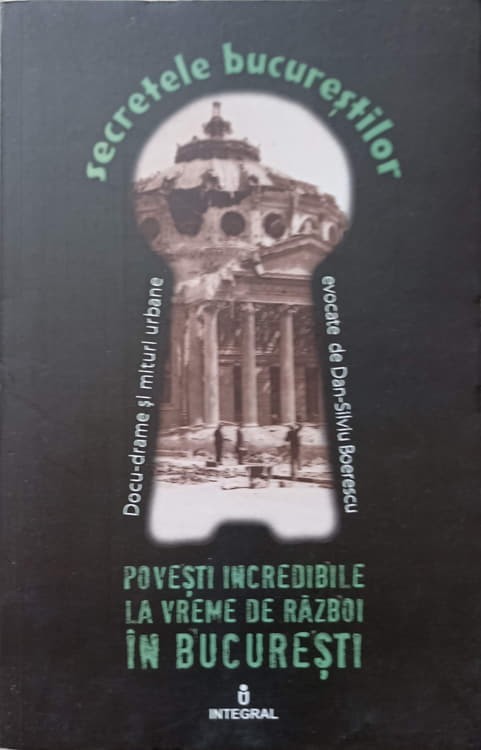 secretele bucureștilor
Docu-drame și mituri urbane
evocate de Dan-Silviu Boerescu
POVEȘTI INCREDIBILE
LA VREME DE RĂZBOI
ÎN BUCUREȘTI
INTEGRAL